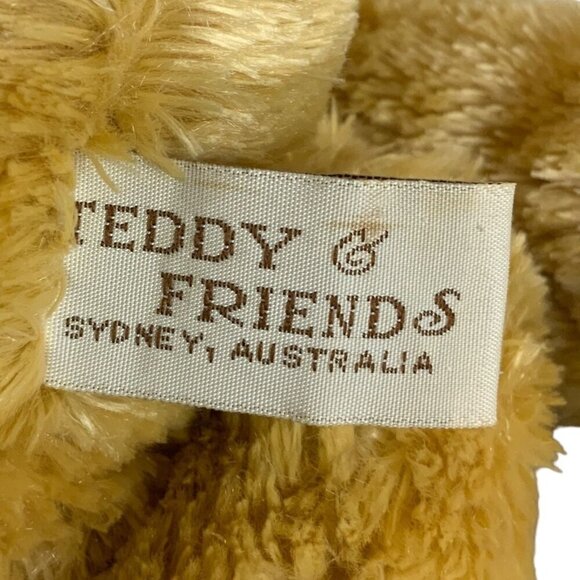 TEDDY &
FRIENDS
SYDNEY, AUSTRALIA